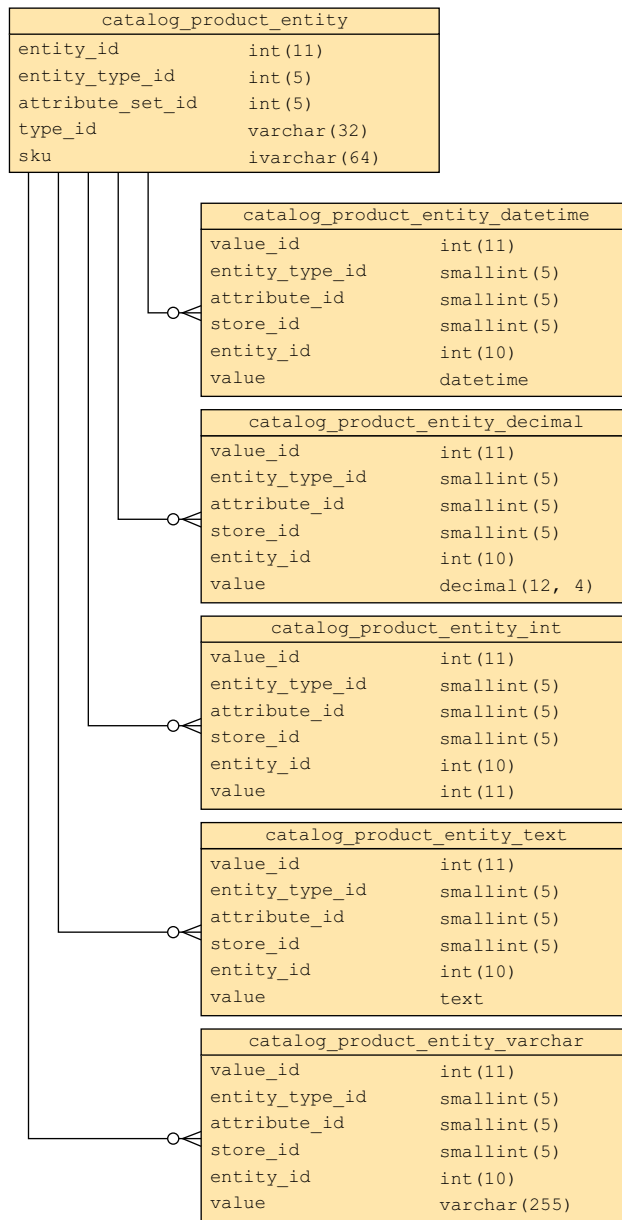 catalog_product_entity
entity_id int(11)
entity_type_id int(5)
attribute_set_id int(5)
type_id varchar(32)
sku ivarchar(64)
catalog_product_entity_datetime
value_id int(11)
entity_type_id smallint(5)
attribute_id smallint(5)
store_id smallint(5)
entity_id int(10)
value datetime
catalog_product_entity_decimal
value_id int(11)
entity_type_id smallint(5)
attribute_id smallint(5)
store_id smallint(5)
entity_id int(10)
value decimal(12, 4)
catalog_product_entity_int
value_id int(11)
entity_type_id smallint(5)
attribute_id smallint(5)
store_id smallint(5)
entity_id int(10)
value int(11)
catalog_product_entity_text
value_id int(11)
entity_type_id smallint(5)
attribute_id smallint(5)
store_id smallint(5)
entity_id int(10)
value text
catalog_product_entity_varchar
value_id int(11)
entity_type_id smallint(5)
attribute_id smallint(5)
store_id smallint(5)
entity_id int(10)
value varchar(255)